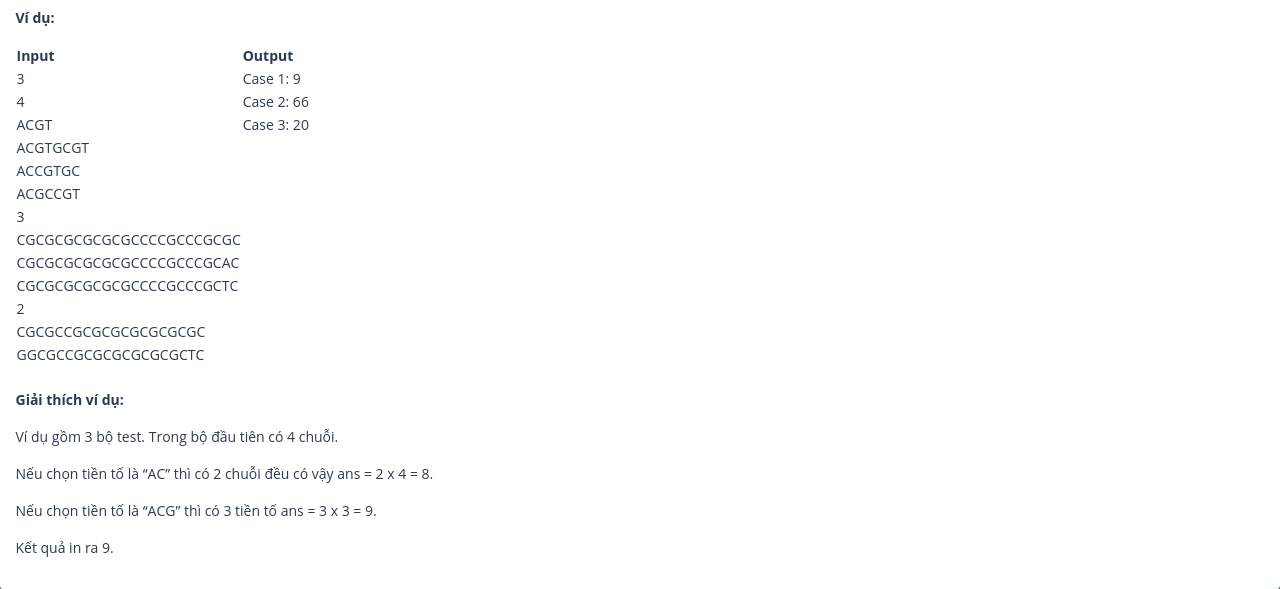 Ví dụ:
Input Output
3 Case 1: 9
4 Case 2: 66
ACGT Case 3: 20
ACGTGCGT
ACCGTGC
ACGCCGT
3
CGCGCGCGCGCGCCCCGCCCGCGC
CGCGCGCGCGCGCCCCGCCCGCAC
CGCGCGCGCGCGCCCCGCCCGCTC
2
CGCGCCGCGCGCGCGCGCGC
GGCGCCGCGCGCGCGCGCTC
Giải thích ví dụ:
Ví dụ gồm 3 bộ test. Trong bộ đầu tiên có 4 chuỗi.
Nếu chọn tiền tố là “AC” thì có 2 chuỗi đều có vậy ans = 2 x 4 = 8.
Nếu chọn tiền tố là “ACG” thì có 3 tiền tố ans = 3 x 3 = 9.
Kết quả in ra 9.